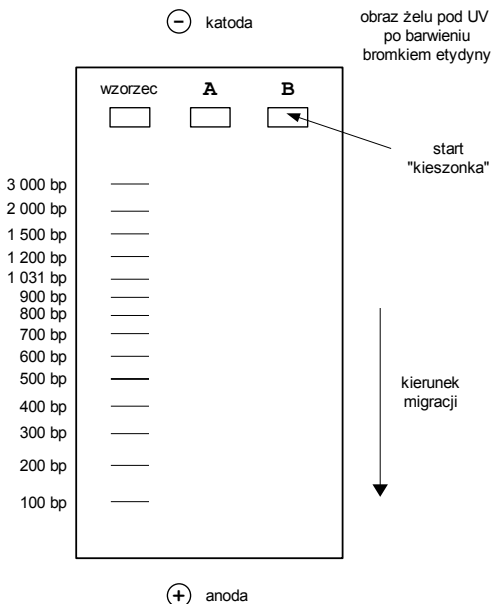 − katoda
obraz żelu pod UV
po barwieniu
bromkiem etydyny
wzorzec A B
start
"kieszonka"
3 000 bp
2 000 bp
1 500 bp
1 200 bp
1 031 bp
900 bp
800 bp
700 bp
600 bp
500 bp
400 bp
300 bp
200 bp
100 bp
kierunek
migracji
+ anoda